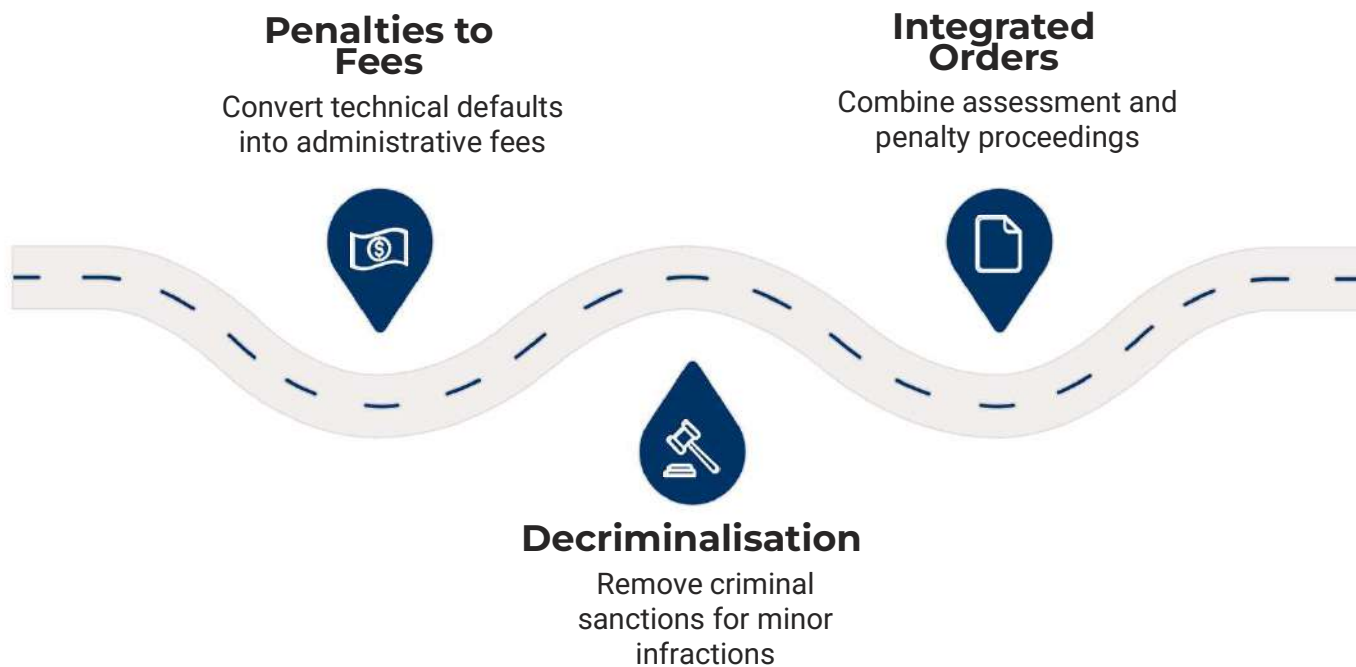 Penalties to
Fees
Convert technical defaults
into administrative fees
Integrated
Orders
Combine assessment and
penalty proceedings
$
Decriminalisation
Remove criminal
sanctions for minor
infractions